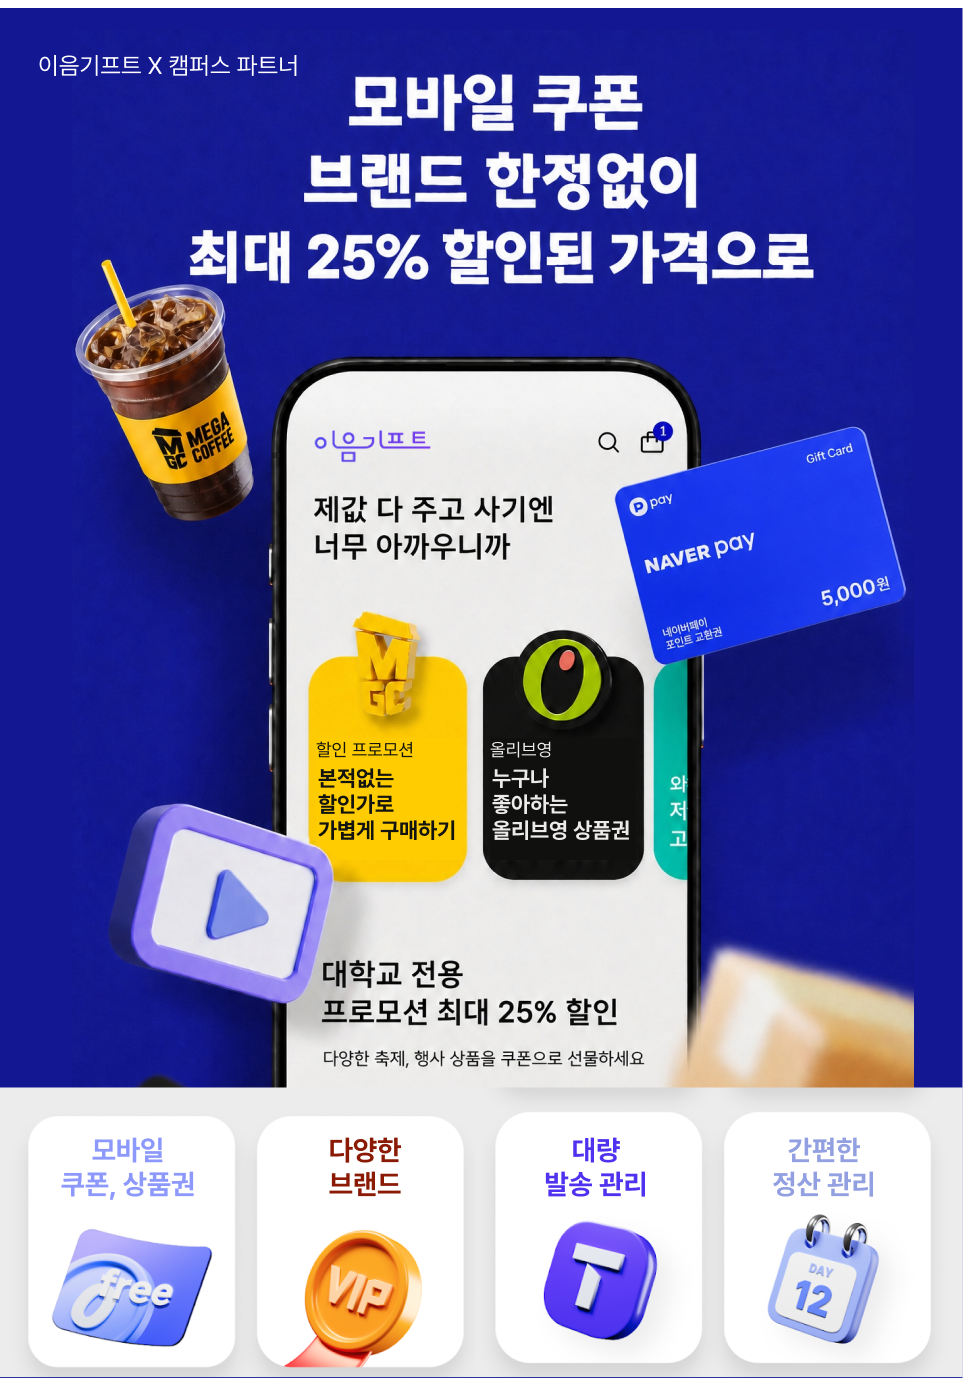 이음기프트 X 캠퍼스 파트너
모바일 쿠폰
브랜드 한정없이
최대 25% 할인된 가격으로
MGC MEGA
COFFEE
이음기프트
1
제값 다 주고 사기엔
너무 아까우니까
Gift Card
P pay
NAVER pay
5,000원
네이버페이
포인트 교환권
M
GC
할인 프로모션
본적없는
할인가로
가볍게 구매하기
O
올리브영
누구나
좋아하는
올리브영 상품권
와
저
고
대학교 전용
프로모션 최대 25% 할인
다양한 축제, 행사 상품을 쿠폰으로 선물하세요
모바일
쿠폰, 상품권
free
다양한
브랜드
VIP
대량
발송 관리
T
간편한
정산 관리
DAY
12